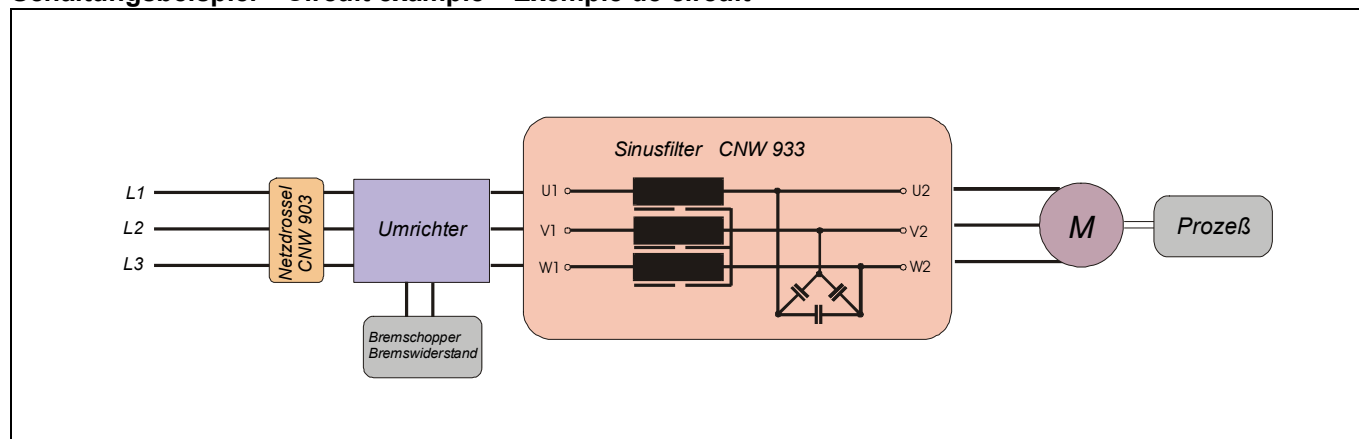 Schaltungsbeispiel Circuit example Exemple de circuit
Sinusfilter CNW 933
L1
L2
L3
Netzdrossel
CNW 903
Umrichter
Bremschopper
Bremswiderstand
U1
V1
W1
U2
V2
W2
M
Prozeß